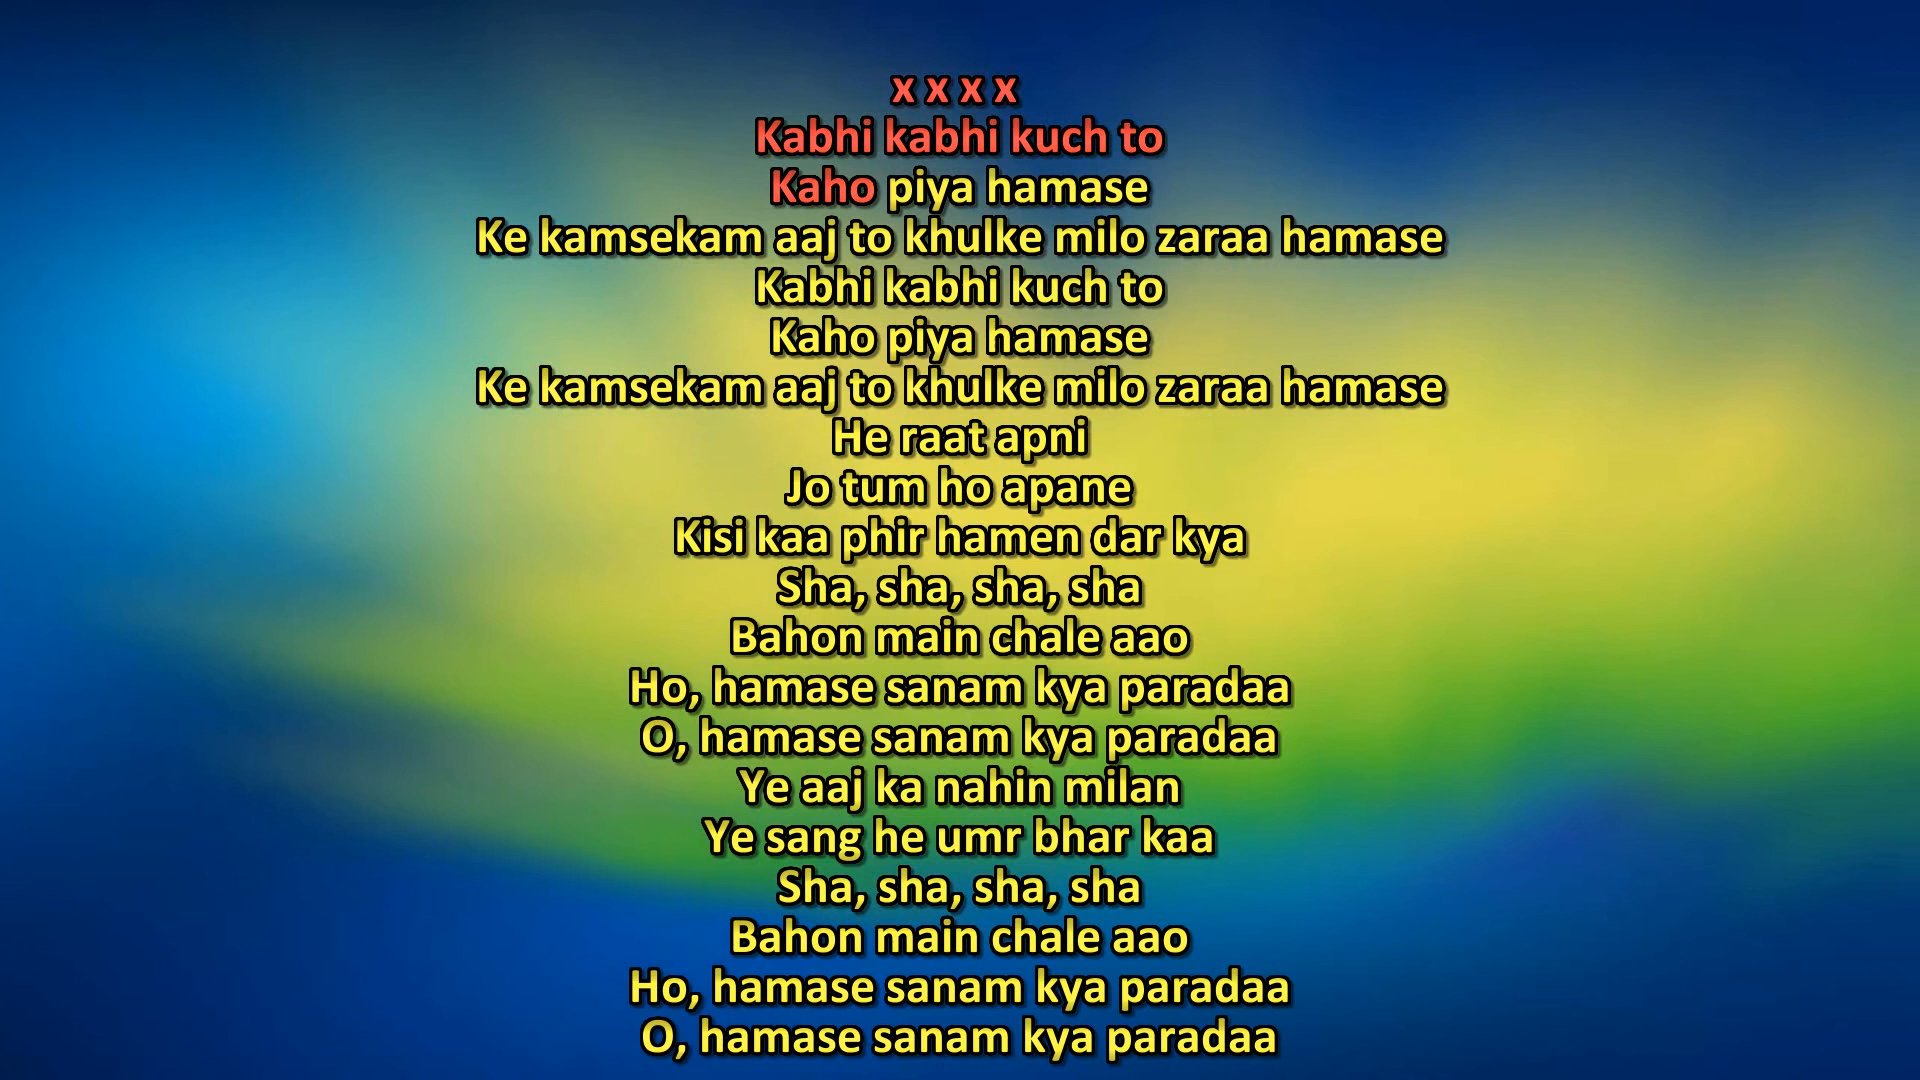 x x x x
Kabhi kabhi kuch to
Kaho piya hamase
Ke kamsekam aaj to khulke milo zaraa hamase
Kabhi kabhi kuch to
Kaho piya hamase
Ke kamsekam aaj to khulke milo zaraa hamase
He raat apni
Jo tum ho apane
Kisi kaa phir hamen dar kya
Sha, sha, sha, sha
Bahon main chale aao
Ho, hamase sanam kya paradaa
O, hamase sanam kya paradaa
Ye aaj ka nahin milan
Ye sang he umr bhar kaa
Sha, sha, sha, sha
Bahon main chale aao
Ho, hamase sanam kya paradaa
O, hamase sanam kya paradaa